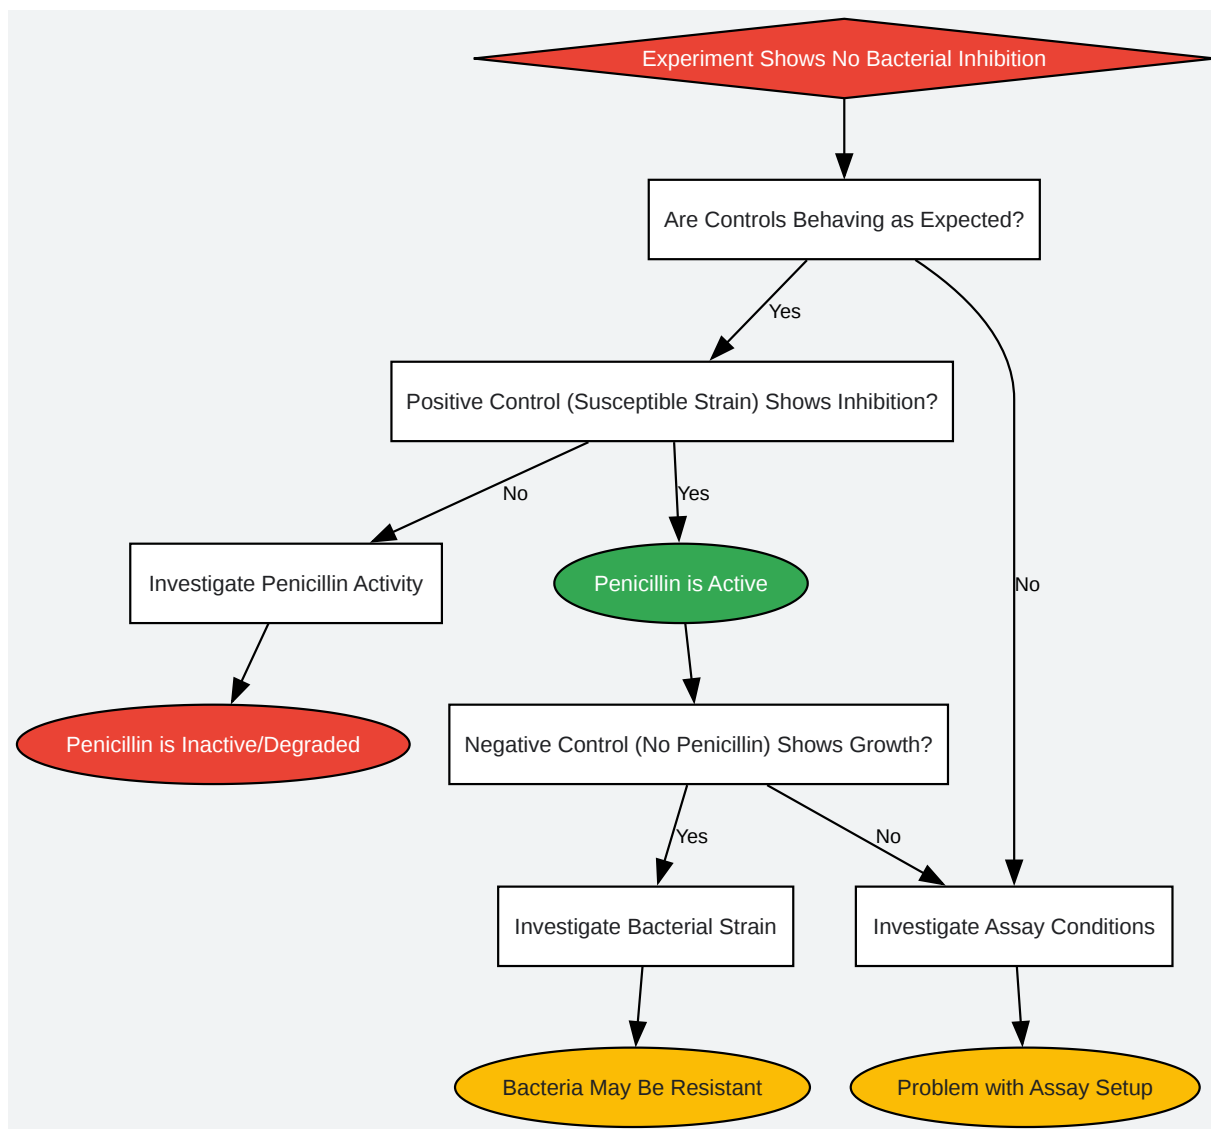 Experiment Shows No Bacterial Inhibition
Are Controls Behaving as Expected?
Yes
Positive Control (Susceptible Strain) Shows Inhibition?
No
Yes
Investigate Penicillin Activity
Penicillin is Active
No
Penicillin is Inactive/Degraded
Negative Control (No Penicillin) Shows Growth?
Yes
No
Investigate Bacterial Strain
Investigate Assay Conditions
Bacteria May Be Resistant
Problem with Assay Setup